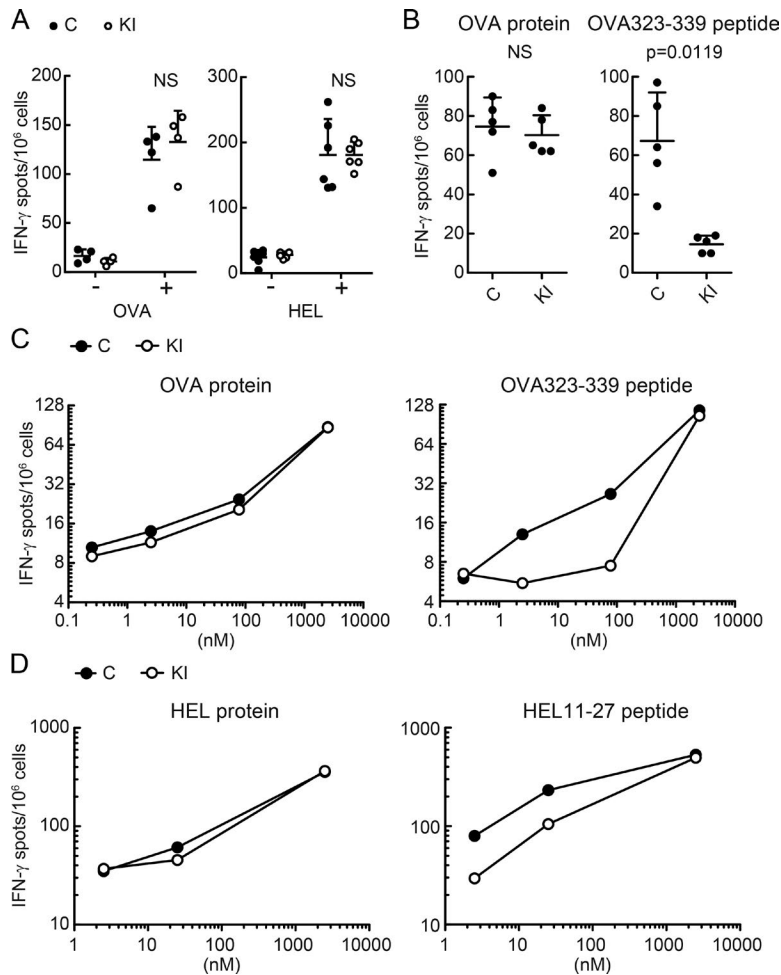 A
C
KI
NS
NS
IFN-γ spots/10⁶ cells
200
150
100
50
0
300
200
100
0
-
+
OVA
-
+
HEL
B
OVA protein
NS
OVA323-339 peptide
p=0.0119
IFN-γ spots/10⁶ cells
100
80
60
40
20
0
C
KI
100
80
60
40
20
0
C
KI
C
C
KI
OVA protein
IFN-γ spots/10⁶ cells
128
64
32
16
8
4
0.1 1 10 100 1000 10000
(nM)
OVA323-339 peptide
128
64
32
16
8
4
0.1 1 10 100 1000 10000
(nM)
D
C
KI
HEL protein
IFN-γ spots/10⁶ cells
1000
100
10
1 10 100 1000 10000
(nM)
HEL11-27 peptide
1000
100
10
1 10 100 1000 10000
(nM)